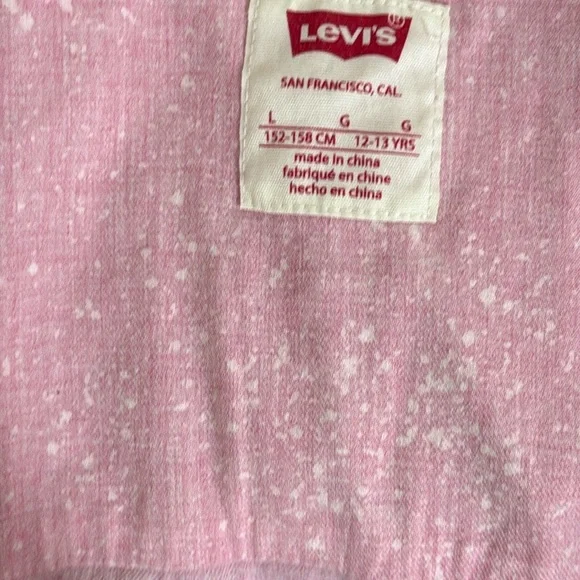 Levi's
SAN FRANCISCO, CAL.
L G G
152-158 CM 12-13 YRS
made in china
fabriqué en chine
hecho en china